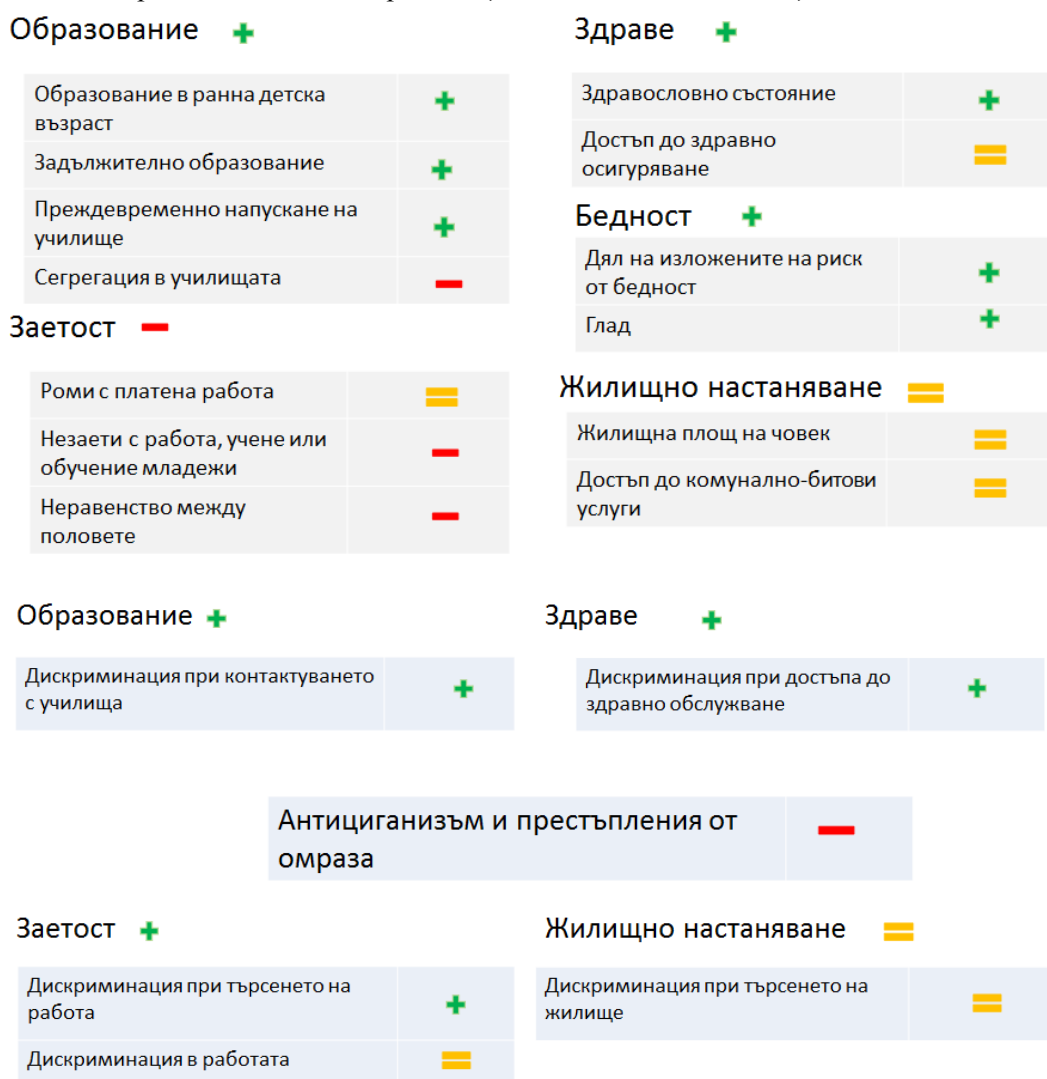 Образование +
Образование в ранна детска
възраст +
Задължително образование +
Преждевременно напускане на
училище +
Сегрегация в училищата −
Заетост −
Роми с платена работа =
Незаети с работа, учене или
обучение младежи −
Неравенство между
половете −
Здраве +
Здравословно състояние +
Достъп до здравно
осигуряване =
Бедност +
Дял на изложените на риск
от бедност +
Глад +
Жилищно настаняване =
Жилищна площ на човек =
Достъп до комунално-битови
услуги =
Образование +
Дискриминация при контактуването
с училища +
Здраве +
Дискриминация при достъпа до
здравно обслужване +
Антициганизъм и престъпления от
омраза −
Заетост +
Дискриминация при търсенето на
работа +
Дискриминация в работата =
Жилищно настаняване =
Дискриминация при търсенето на
жилище =